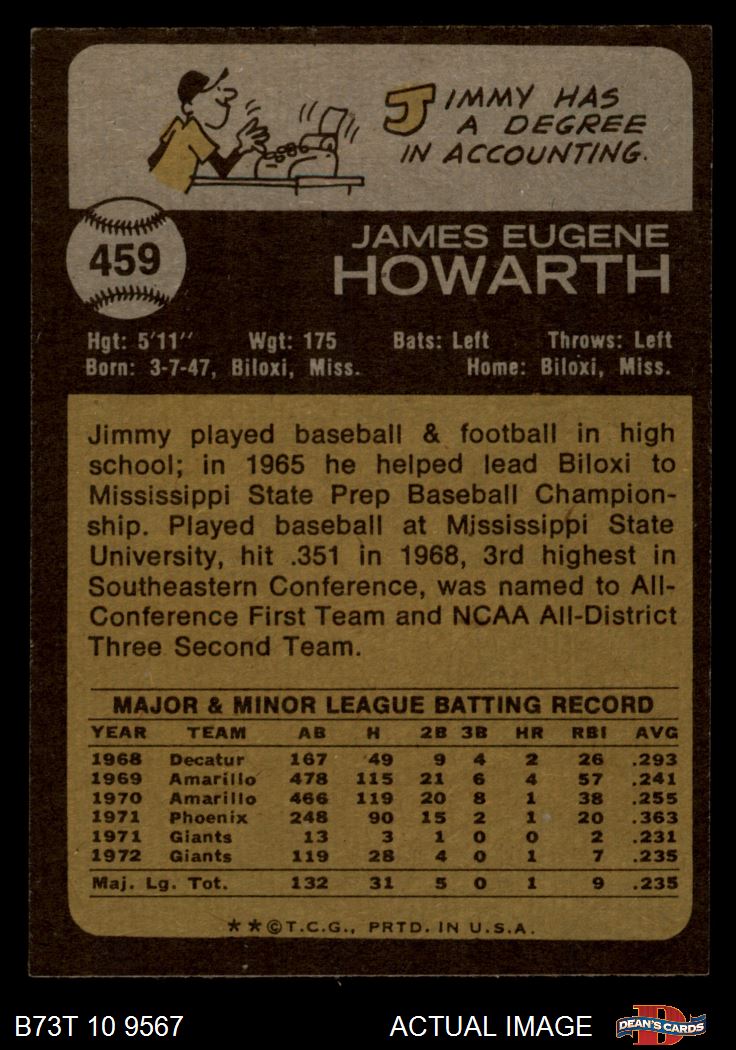 JIMMY HAS
A DEGREE
IN ACCOUNTING.
459
JAMES EUGENE
HOWARTH
Hgt: 5'11" Wgt: 175 Bats: Left Throws: Left
Born: 3-7-47, Biloxi, Miss. Home: Biloxi, Miss.
Jimmy played baseball & football in high
school; in 1965 he helped lead Biloxi to
Mississippi State Prep Baseball Champion-
ship. Played baseball at Mississippi State
University, hit .351 in 1968, 3rd highest in
Southeastern Conference, was named to All-
Conference First Team and NCAA All-District
Three Second Team.
MAJOR & MINOR LEAGUE BATTING RECORD
YEAR TEAM AB H 2B 3B HR RBI AVG
1968 Decatur 167 49 9 4 2 26 .293
1969 Amarillo 478 115 21 6 4 57 .241
1970 Amarillo 466 119 20 8 1 38 .255
1971 Phoenix 248 90 15 2 1 20 .363
1971 Giants 13 3 1 0 0 2 .231
1972 Giants 119 28 4 0 1 7 .235
Maj. Lg. Tot. 132 31 5 0 1 9 .235
**©T.C.G., PRTD. IN U.S.A.
B73T 10 9567 ACTUAL IMAGE D DEAN'S CARDS